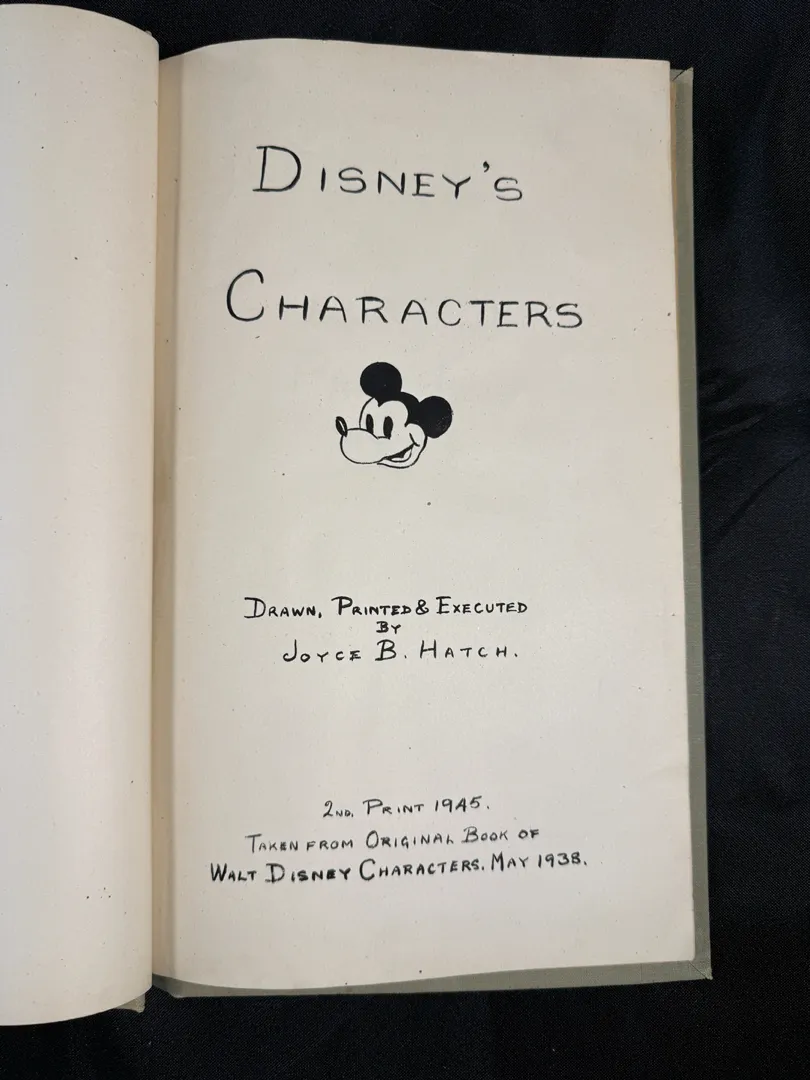 DISNEY'S
CHARACTERS
DRAWN, PRINTED & EXECUTED
BY
JOYCE B. HATCH.
2ND. PRINT 1945.
TAKEN FROM ORIGINAL BOOK OF
WALT DISNEY CHARACTERS. MAY 1938.